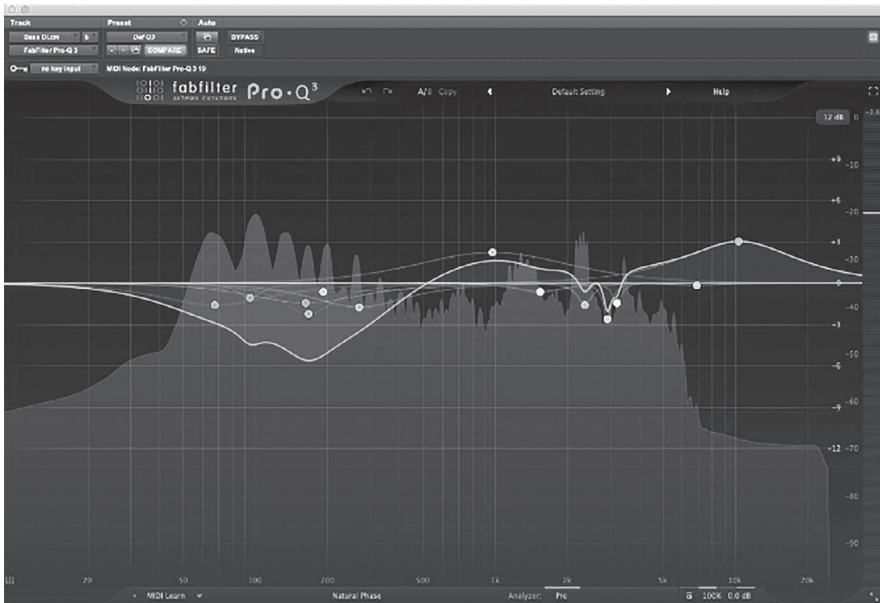 Track Preset Auto
Bass DI.cm b Def Q3 BYPASS
FabFilter Pro-Q 3 - + COMPARE SAFE Native
no key input MIDI Node: FabFilter Pro-Q 3 19
fabfilter Pro·Q3
A/B Copy Default Setting Help
12 dB 0 -3.8
+9 -10
+6 -20
+3 -30
0 -40
-3 -50
-6 -60
-9
-12 -70
-80
-90
20 50 100 200 500 1k 2k 5k 10k 20k
MIDI Learn Natural Phase Analyzer: Pre 100% 0.0 dB